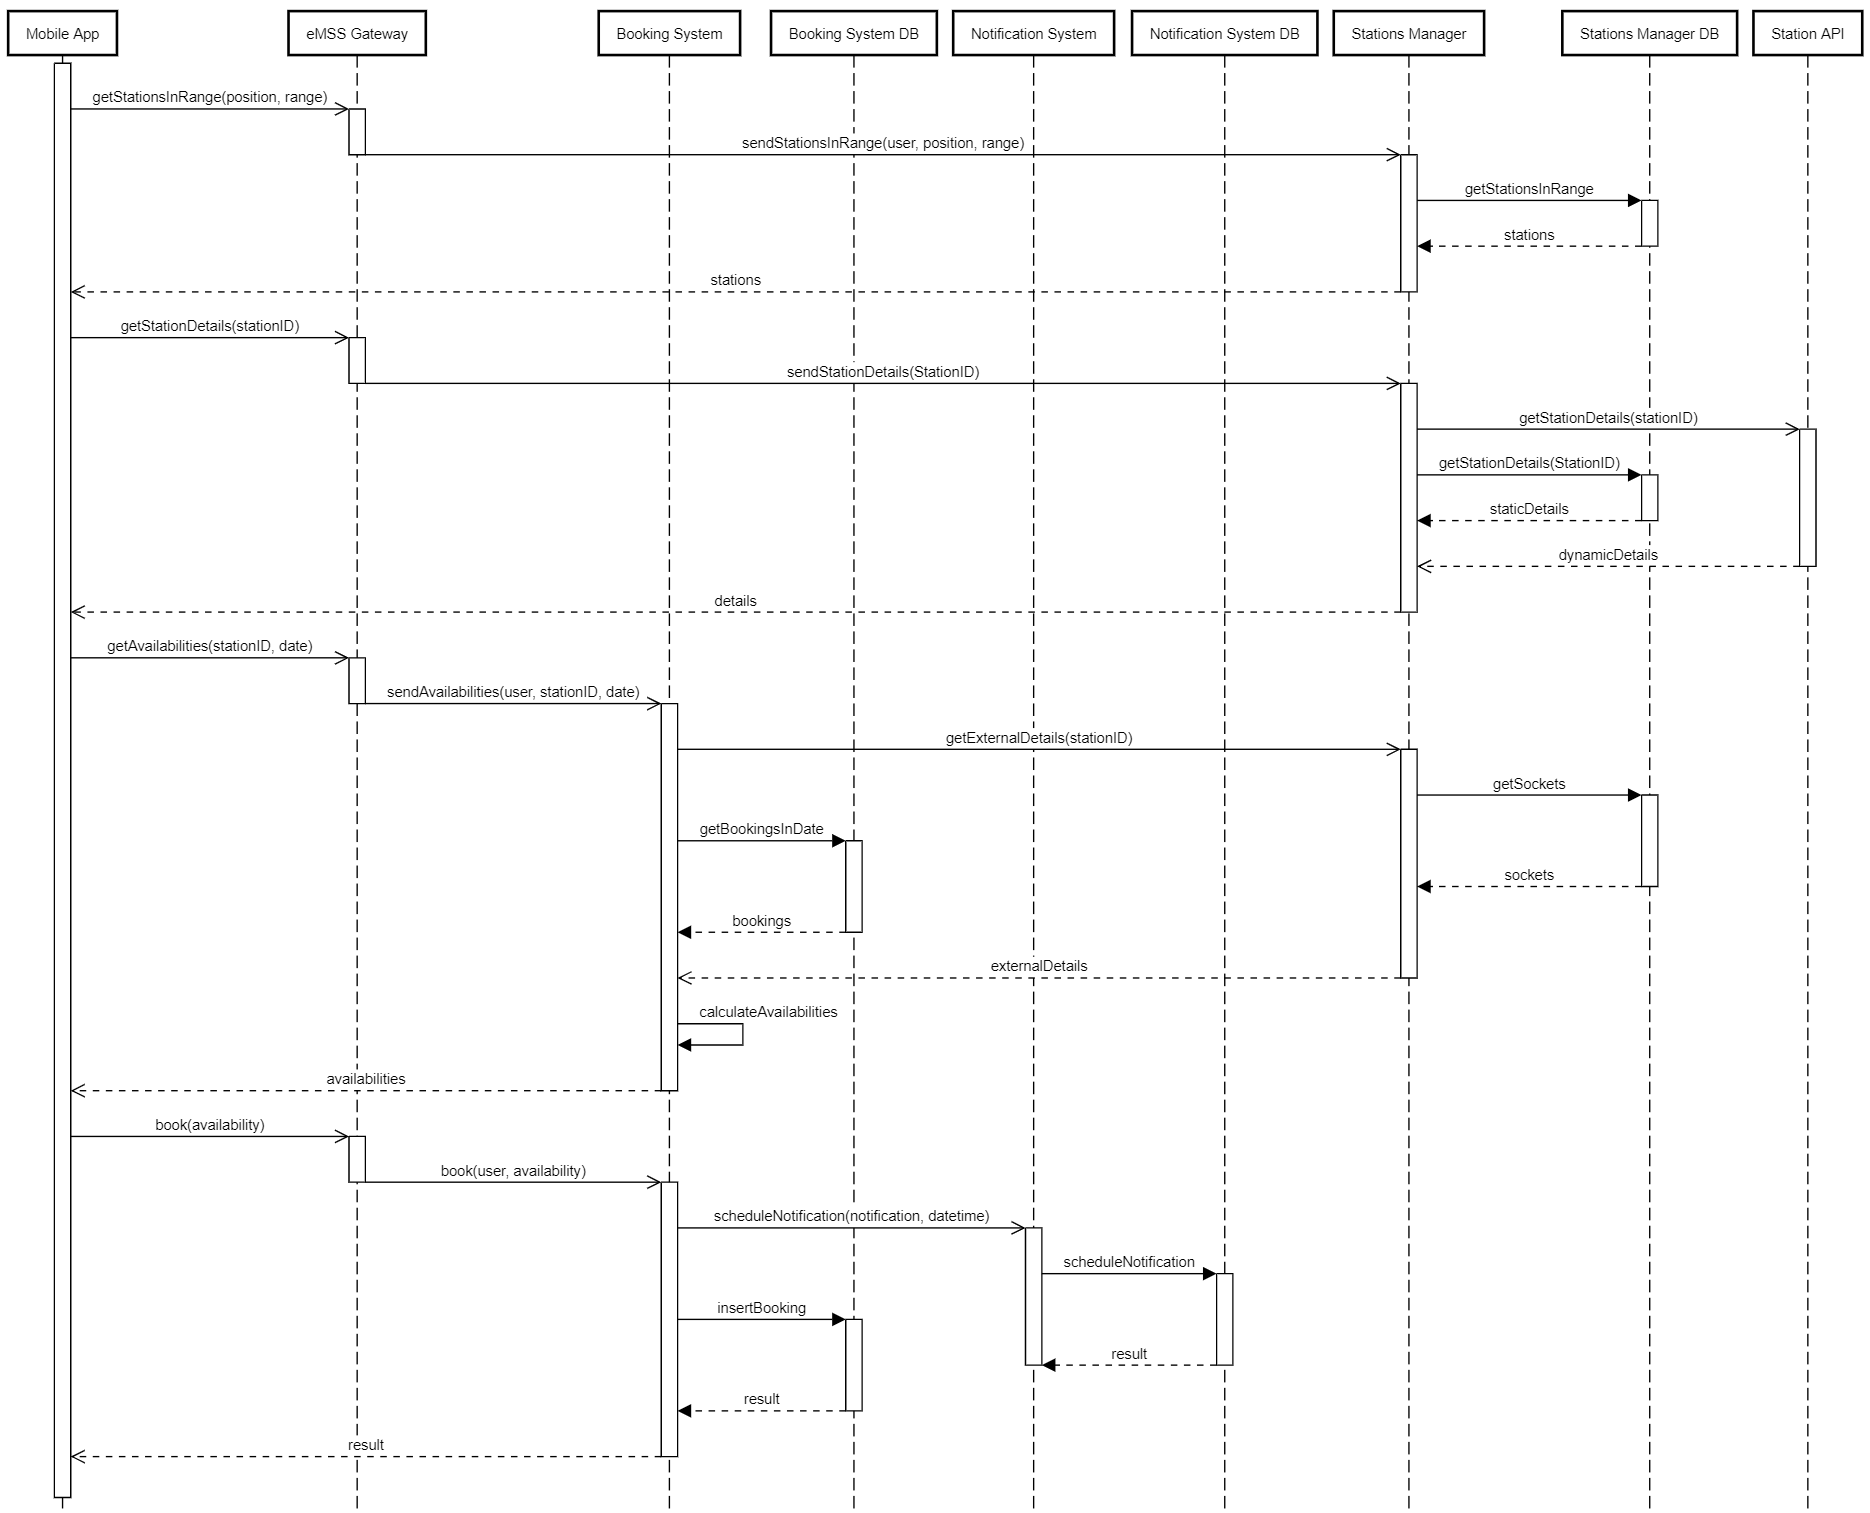 Mobile App
eMSS Gateway
Booking System
Booking System DB
Notification System
Notification System DB
Stations Manager
Stations Manager DB
Station API
getStationsInRange(position, range)
sendStationsInRange(user, position, range)
getStationsInRange
stations
stations
getStationDetails(stationID)
sendStationDetails(StationID)
getStationDetails(stationID)
getStationDetails(StationID)
staticDetails
dynamicDetails
details
getAvailabilities(stationID, date)
sendAvailabilities(user, stationID, date)
getExternalDetails(stationID)
getSockets
getBookingsInDate
sockets
bookings
externalDetails
calculateAvailabilities
availabilities
book(availability)
book(user, availability)
scheduleNotification(notification, datetime)
scheduleNotification
insertBooking
result
result
result